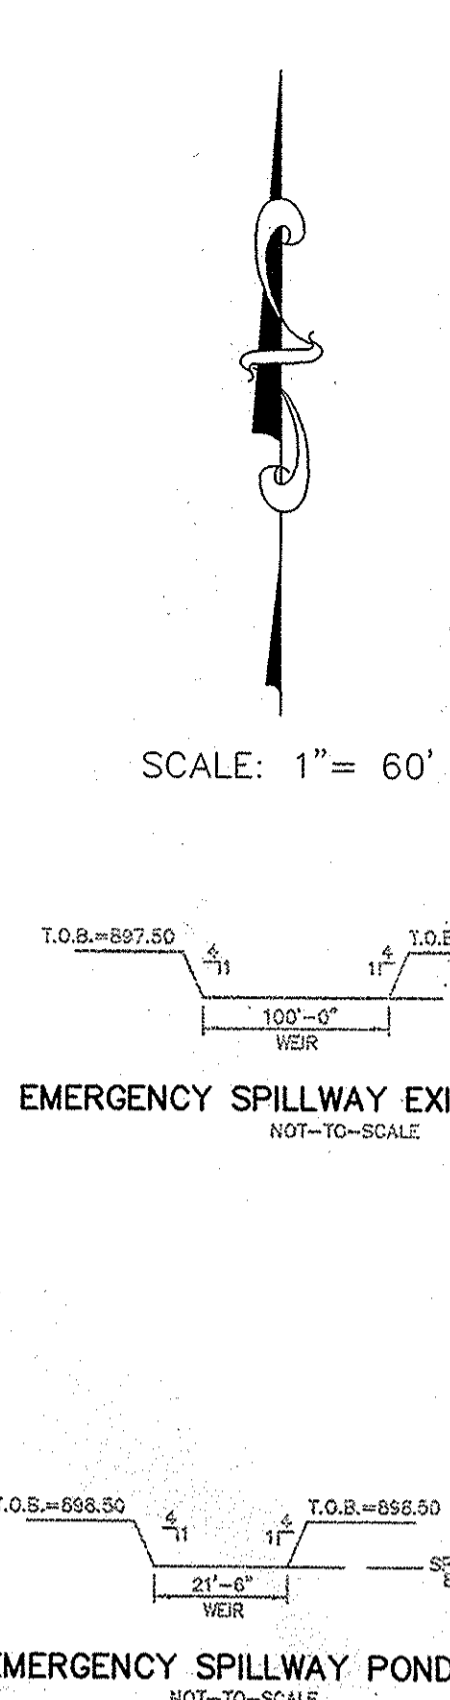 SCALE: 1"= 60'
T.O.B.=897.50
4
1
4
1
T.O.B
100'-0"
WEIR
EMERGENCY SPILLWAY EXI
NOT-TO-SCALE
T.O.B.=898.50
4
1
4
1
T.O.B.=898.50
21'-6"
WEIR
EMERGENCY SPILLWAY POND
NOT-TO-SCALE